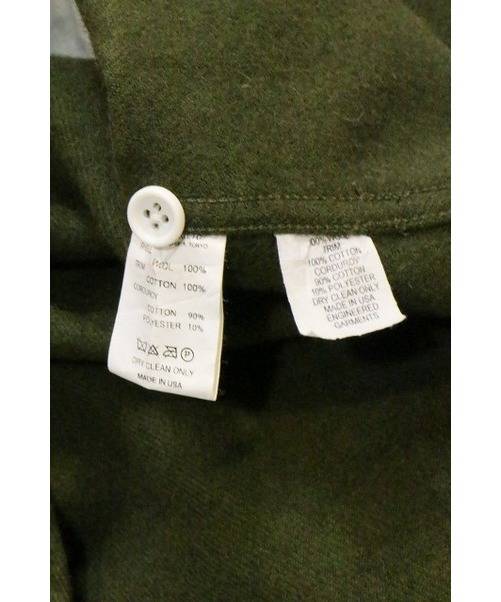 TOKYO
TRIM WOOL 100%
COTTON 100%
CORDUROY
COTTON 90%
POLYESTER 10%
P
DRY CLEAN ONLY
MADE IN USA
100%
TRIM
100% COTTON
CORDUROY
90% COTTON
10% POLYESTER
DRY CLEAN ONLY
MADE IN USA
ENGINEERED
GARMENTS